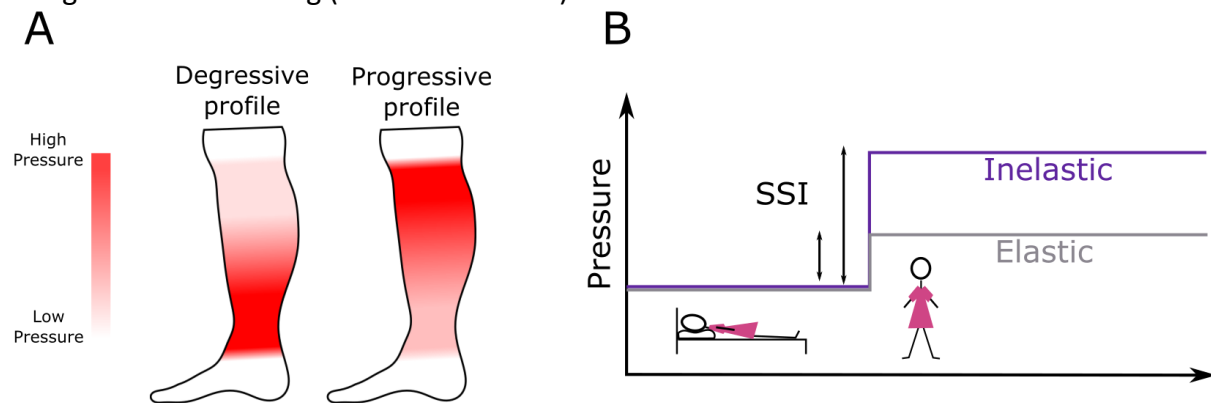 A
B
Degressive
profile
Progressive
profile
High
Pressure
Low
Pressure
Pressure
SSI
Inelastic
Elastic